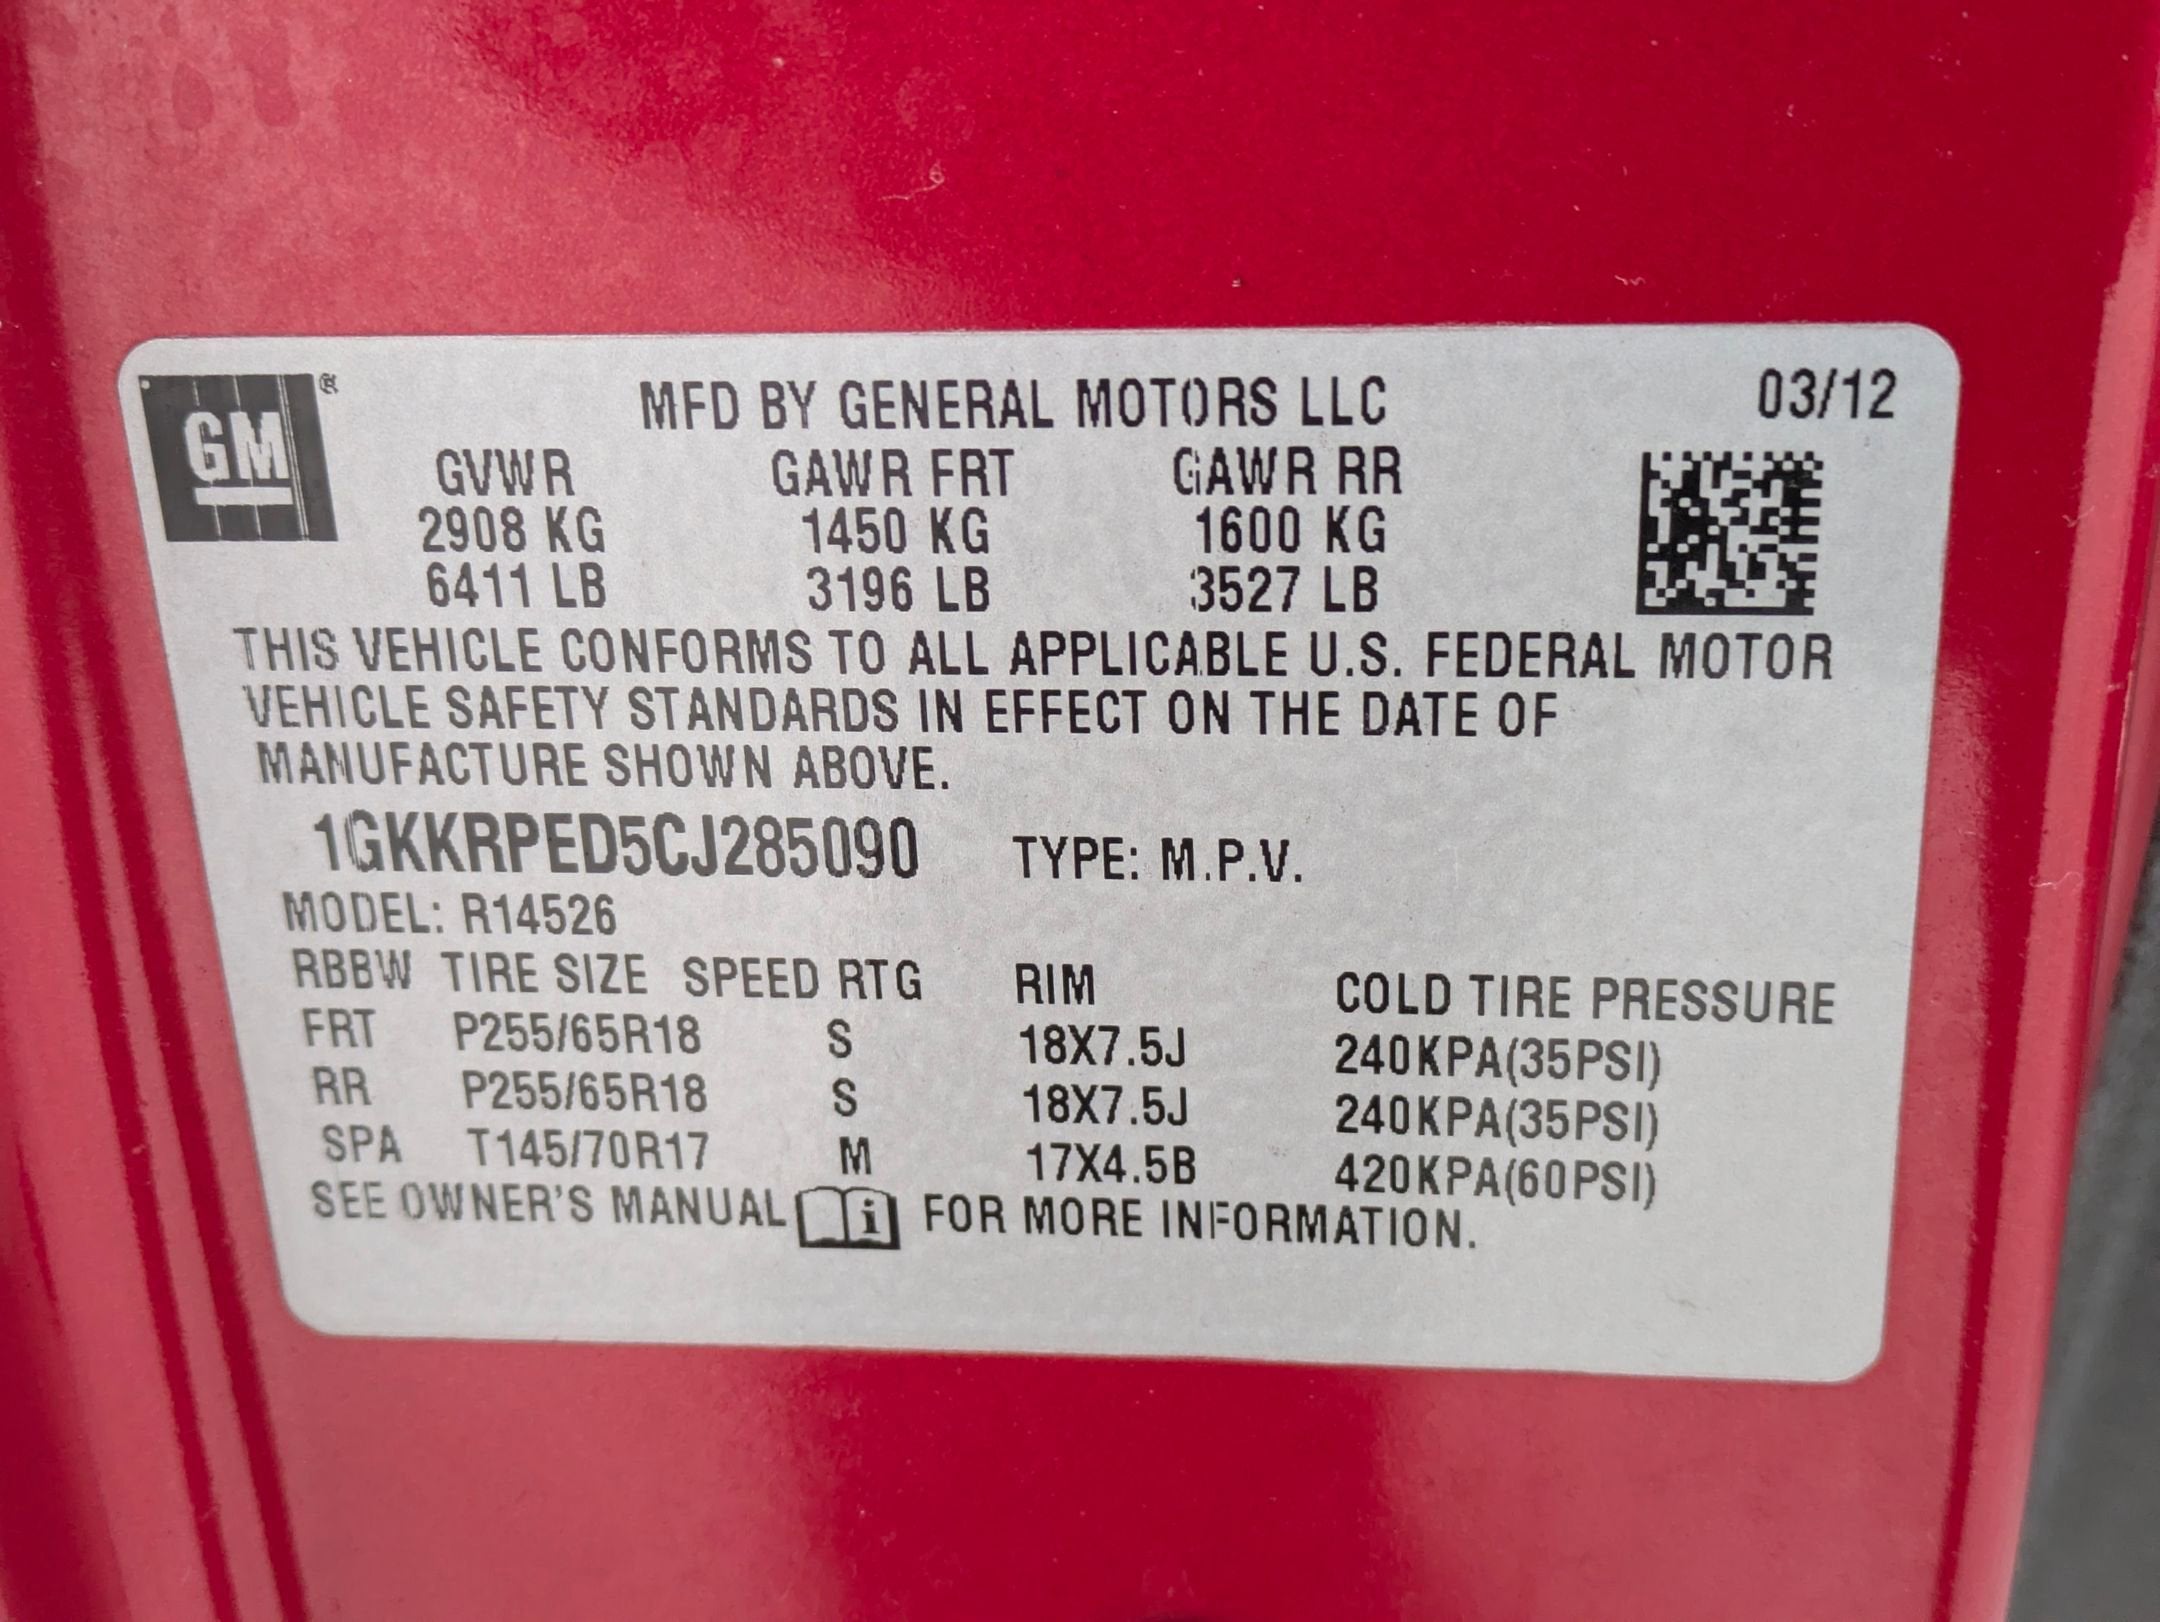 GM ® MFD BY GENERAL MOTORS LLC 03/12
GVWR GAWR FRT GAWR RR
2908 KG 1450 KG 1600 KG
6411 LB 3196 LB 3527 LB
THIS VEHICLE CONFORMS TO ALL APPLICABLE U.S. FEDERAL MOTOR
VEHICLE SAFETY STANDARDS IN EFFECT ON THE DATE OF
MANUFACTURE SHOWN ABOVE.
1GKKRPED5CJ285090 TYPE: M.P.V.
MODEL: R14526
RBBW TIRE SIZE SPEED RTG RIM COLD TIRE PRESSURE
FRT P255/65R18 S 18X7.5J 240KPA(35PSI)
RR P255/65R18 S 18X7.5J 240KPA(35PSI)
SPA T145/70R17 M 17X4.5B 420KPA(60PSI)
SEE OWNER'S MANUAL i FOR MORE INFORMATION.